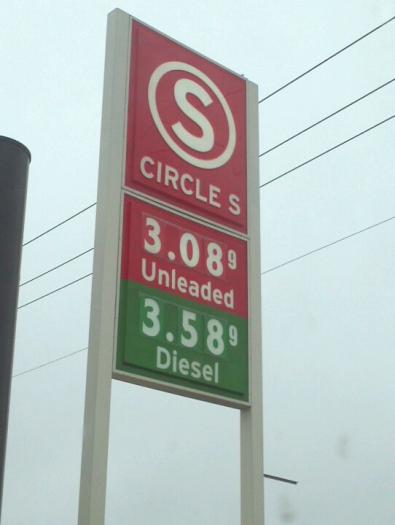 S
CIRCLE S
3.08 9
Unleaded
3.58 9
Diesel